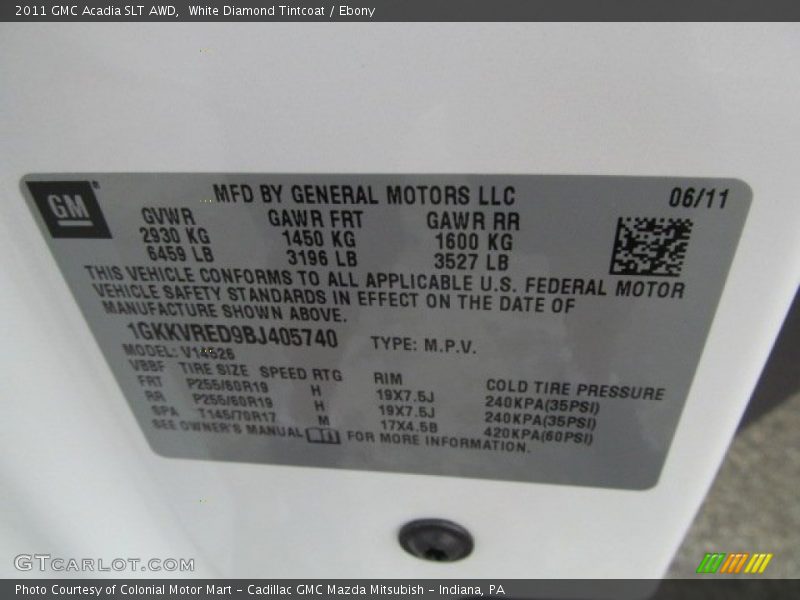 2011 GMC Acadia SLT AWD,  White Diamond Tintcoat / Ebony
GM
MFD BY GENERAL MOTORS LLC 06/11
GVWR GAWR FRT GAWR RR
2930 KG 1450 KG 1600 KG
6459 LB 3196 LB 3527 LB
THIS VEHICLE CONFORMS TO ALL APPLICABLE U.S. FEDERAL MOTOR
VEHICLE SAFETY STANDARDS IN EFFECT ON THE DATE OF
MANUFACTURE SHOWN ABOVE.
1GKKVRED9BJ405740 TYPE: M.P.V.
MODEL: V14526
VBBF TIRE SIZE SPEED RTG RIM COLD TIRE PRESSURE
FRT P255/60R19 H 19X7.5J 240KPA(35PSI)
RR P255/60R19 H 19X7.5J 240KPA(35PSI)
SPA T145/70R17 M 17X4.5B 420KPA(60PSI)
SEE OWNER'S MANUAL FOR MORE INFORMATION.
GTCARLOT.COM
Photo Courtesy of Colonial Motor Mart - Cadillac GMC Mazda Mitsubish - Indiana, PA